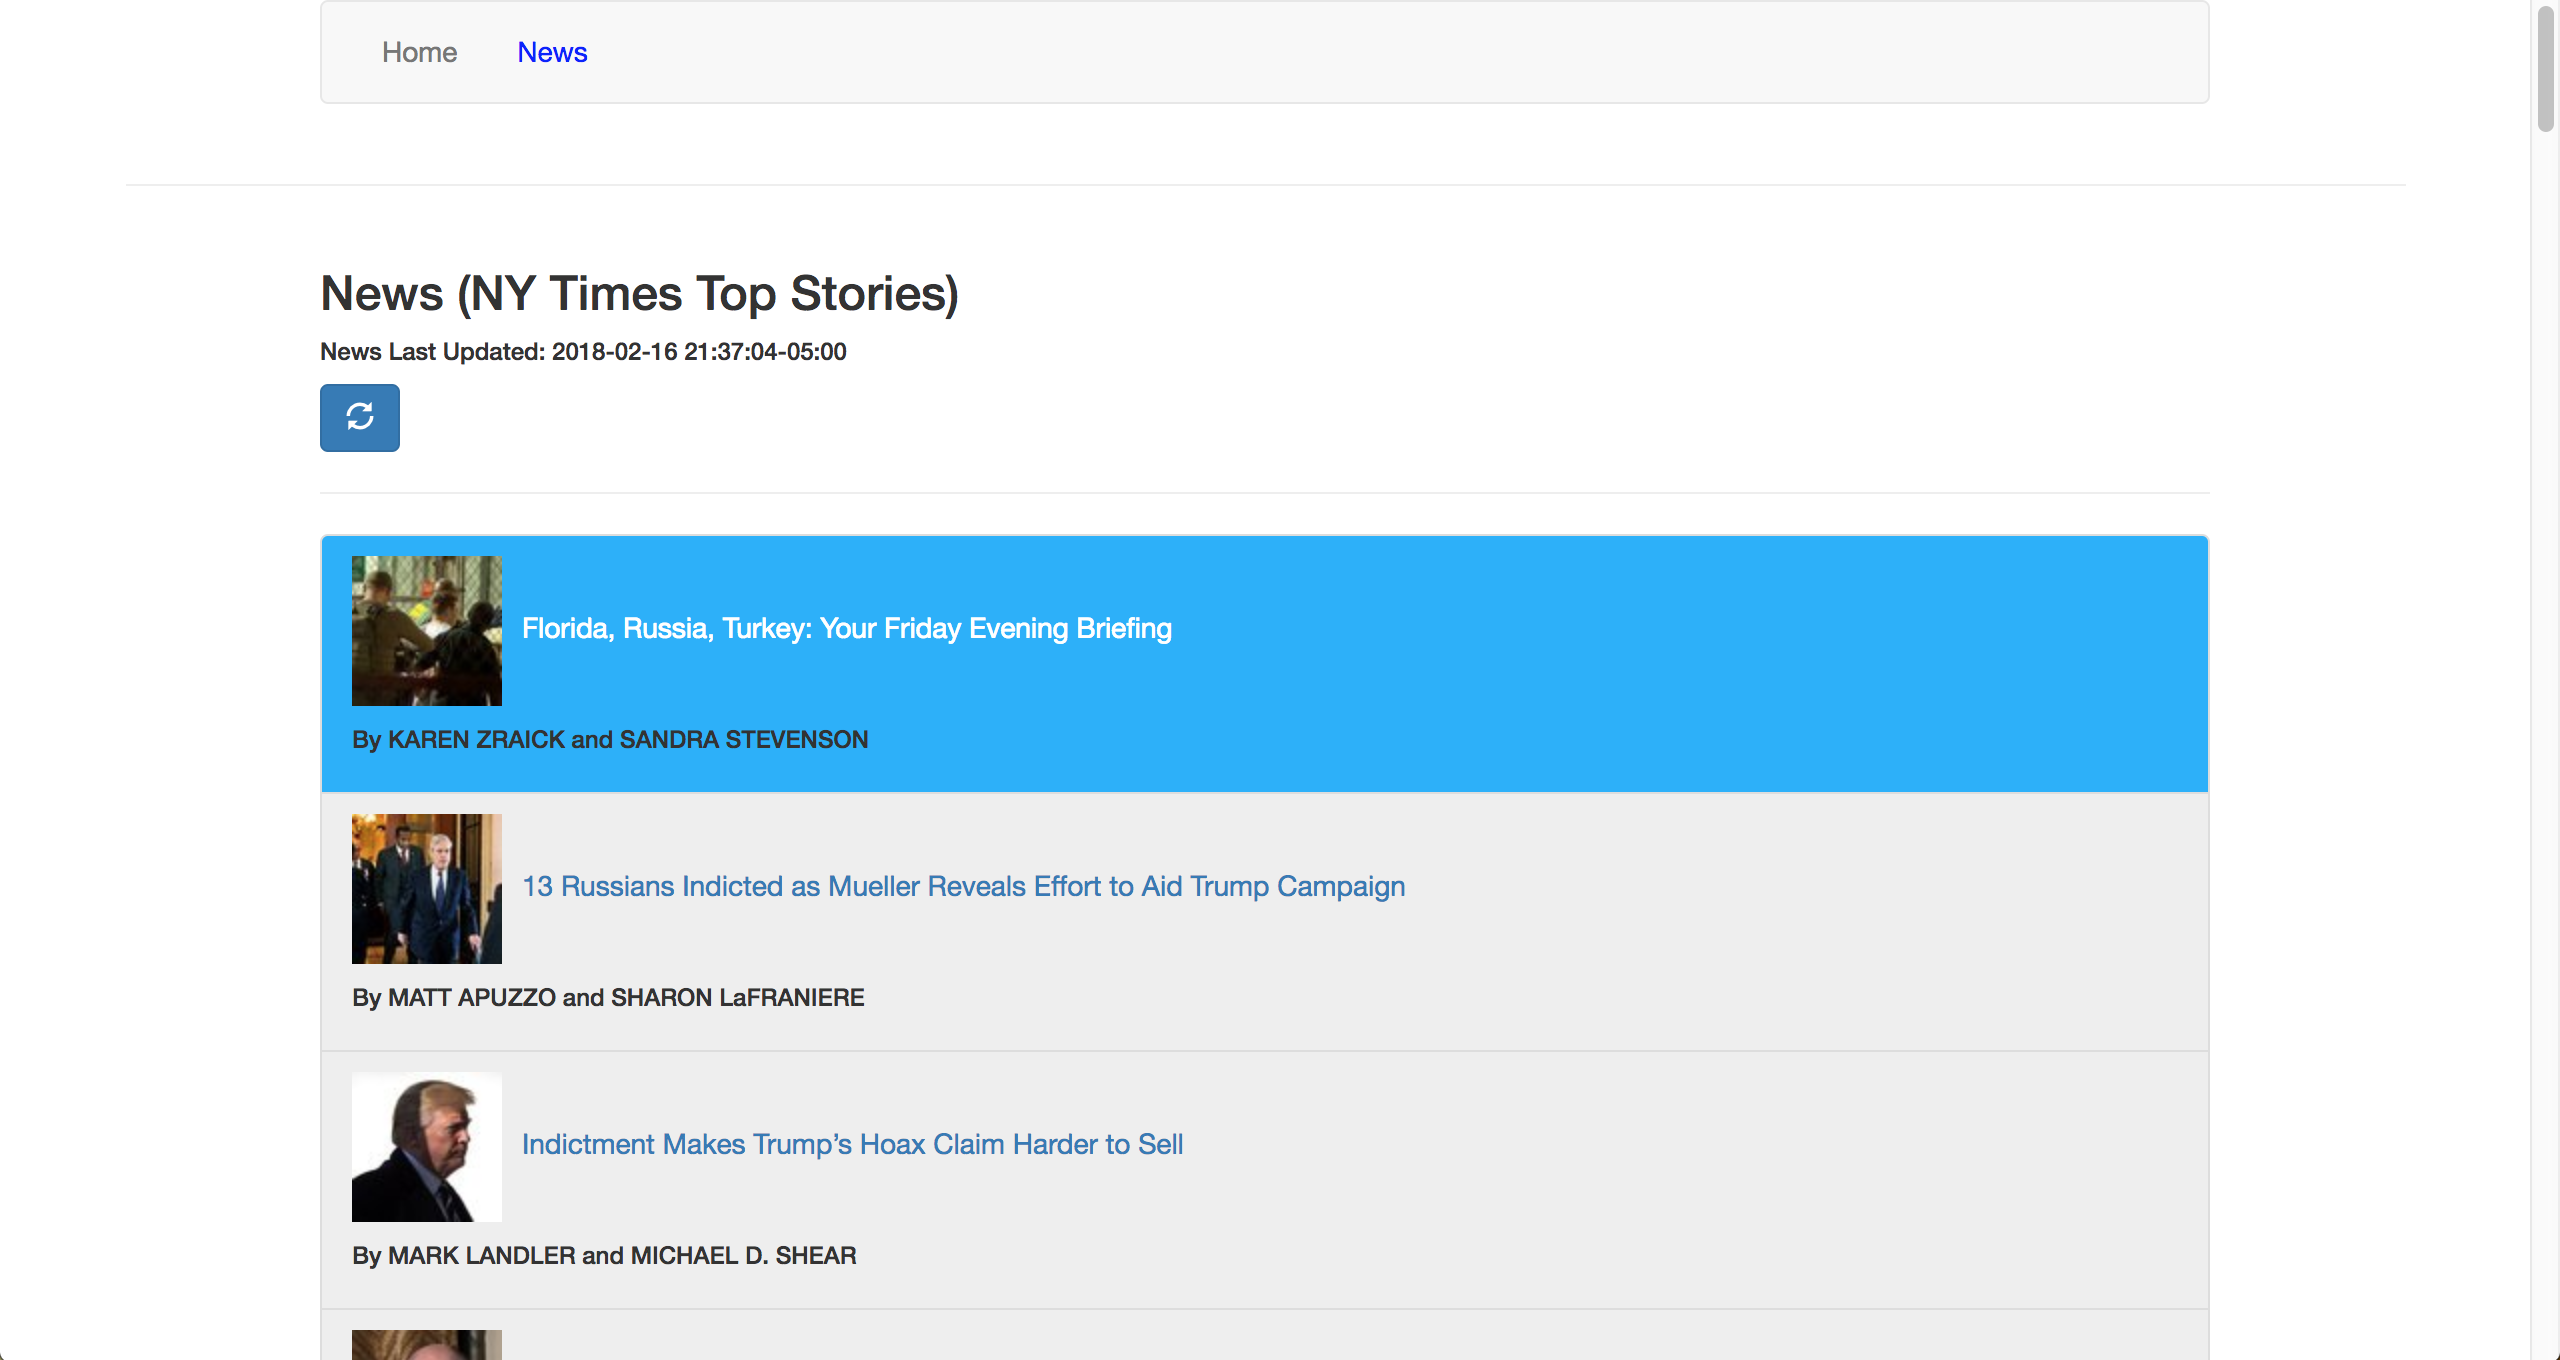 Home News
News (NY Times Top Stories)
News Last Updated: 2018-02-16 21:37:04-05:00
Florida, Russia, Turkey: Your Friday Evening Briefing
By KAREN ZRAICK and SANDRA STEVENSON
13 Russians Indicted as Mueller Reveals Effort to Aid Trump Campaign
By MATT APUZZO and SHARON LaFRANIERE
Indictment Makes Trump’s Hoax Claim Harder to Sell
By MARK LANDLER and MICHAEL D. SHEAR